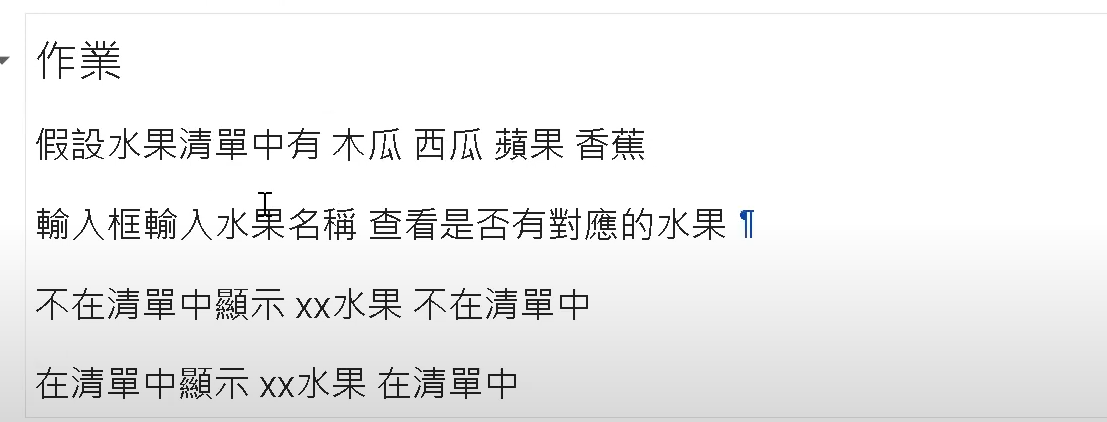 作業
假設水果清單中有 木瓜 西瓜 蘋果 香蕉
輸入框輸入水果名稱 查看是否有對應的水果 ¶
不在清單中顯示 xx水果 不在清單中
在清單中顯示 xx水果 在清單中